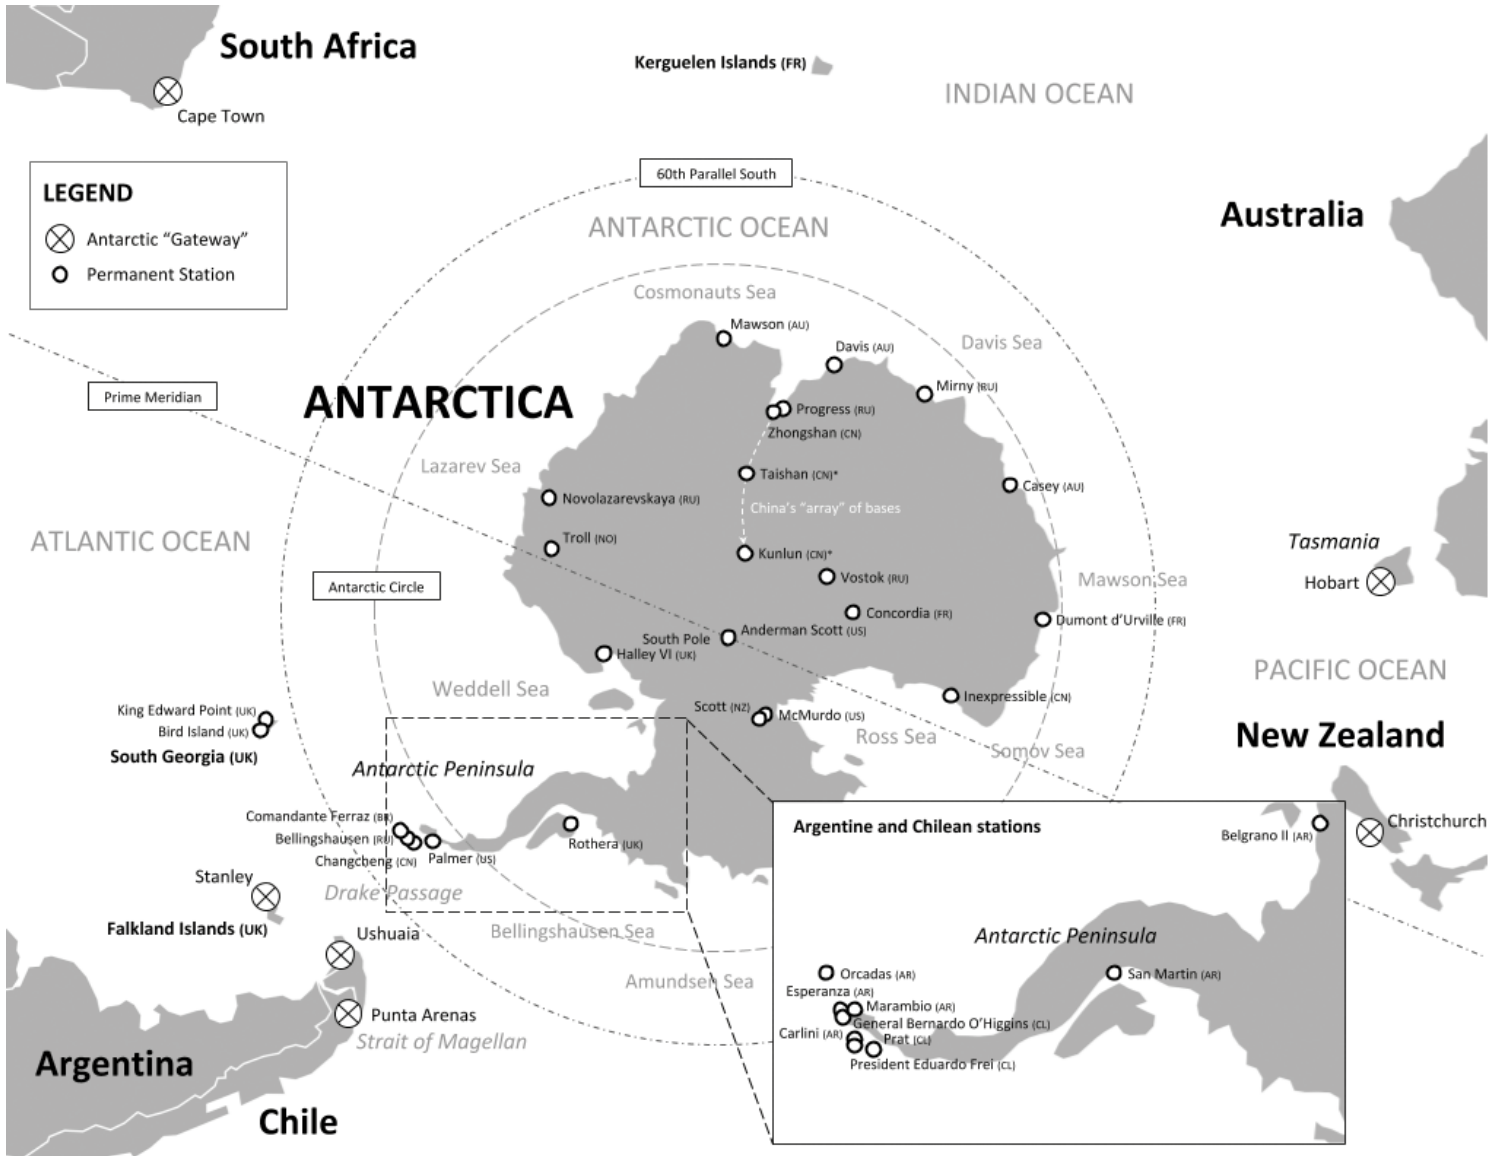 South Africa
Kerguelen Islands (FR)
INDIAN OCEAN
Cape Town
60th Parallel South
LEGEND
Antarctic “Gateway”
Permanent Station
ANTARCTIC OCEAN
Australia
Cosmonauts Sea
Mawson (AU)
Davis (AU)
Davis Sea
Mirny (RU)
Prime Meridian
ANTARCTICA
Progress (RU)
Zhongshan (CN)
Lazarev Sea
Taishan (CN)*
Casey (AU)
Novolazarevskaya (RU)
China’s “array” of bases
ATLANTIC OCEAN
Troll (NO)
Kunlun (CN)*
Tasmania
Hobart
Antarctic Circle
Vostok (RU)
Mawson Sea
Concordia (FR)
Dumont d’Urville (FR)
Anderman Scott (US)
South Pole
Halley VI (UK)
PACIFIC OCEAN
Weddell Sea
Inexpressible (CN)
King Edward Point (UK)
Bird Island (UK)
South Georgia (UK)
Scott (NZ)
McMurdo (US)
Ross Sea
Somov Sea
New Zealand
Antarctic Peninsula
Comandante Ferraz (BR)
Bellingshausen (RU)
Changcheng (CN)
Palmer (US)
Rothera (UK)
Christchurch
Stanley
Drake Passage
Falkland Islands (UK)
Ushuaia
Bellingshausen Sea
Amundsen Sea
Punta Arenas
Strait of Magellan
Argentina
Chile
Argentine and Chilean stations
Belgrano II (AR)
Antarctic Peninsula
Orcadas (AR)
San Martin (AR)
Esperanza (AR)
Marambio (AR)
General Bernardo O’Higgins (CL)
Carlini (AR)
Prat (CL)
President Eduardo Frei (CL)